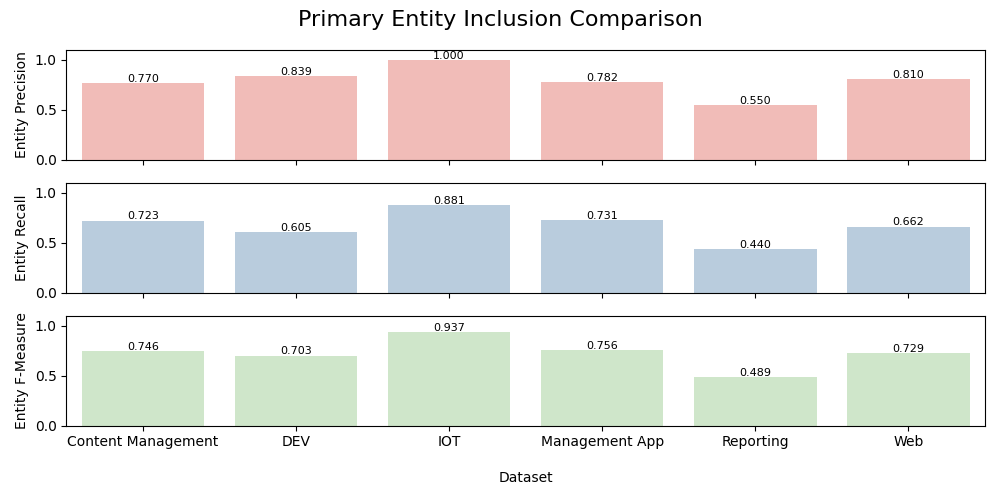 Primary Entity Inclusion Comparison
Entity Precision
1.0
0.5
0.0
0.770
0.839
1.000
0.782
0.550
0.810
Entity Recall
1.0
0.5
0.0
0.723
0.605
0.881
0.731
0.440
0.662
Entity F-Measure
1.0
0.5
0.0
0.746
0.703
0.937
0.756
0.489
0.729
Content Management
DEV
IOT
Management App
Reporting
Web
Dataset